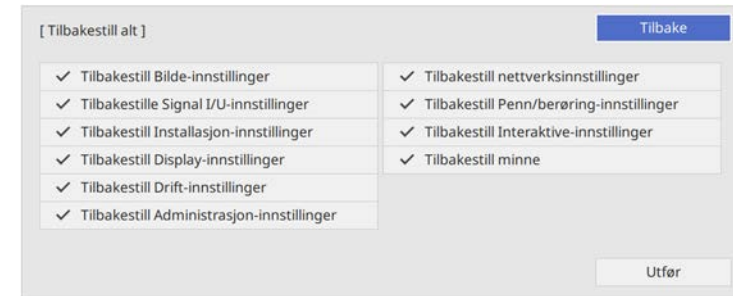 [ Tilbakestill alt ]
Tilbake
✓ Tilbakestill Bilde-innstillinger
✓ Tilbakestille Signal I/U-innstillinger
✓ Tilbakestill Installasjon-innstillinger
✓ Tilbakestill Display-innstillinger
✓ Tilbakestill Drift-innstillinger
✓ Tilbakestill Administrasjon-innstillinger
✓ Tilbakestill nettverksinnstillinger
✓ Tilbakestill Penn/berøring-innstillinger
✓ Tilbakestill Interaktive-innstillinger
✓ Tilbakestill minne
Utfør